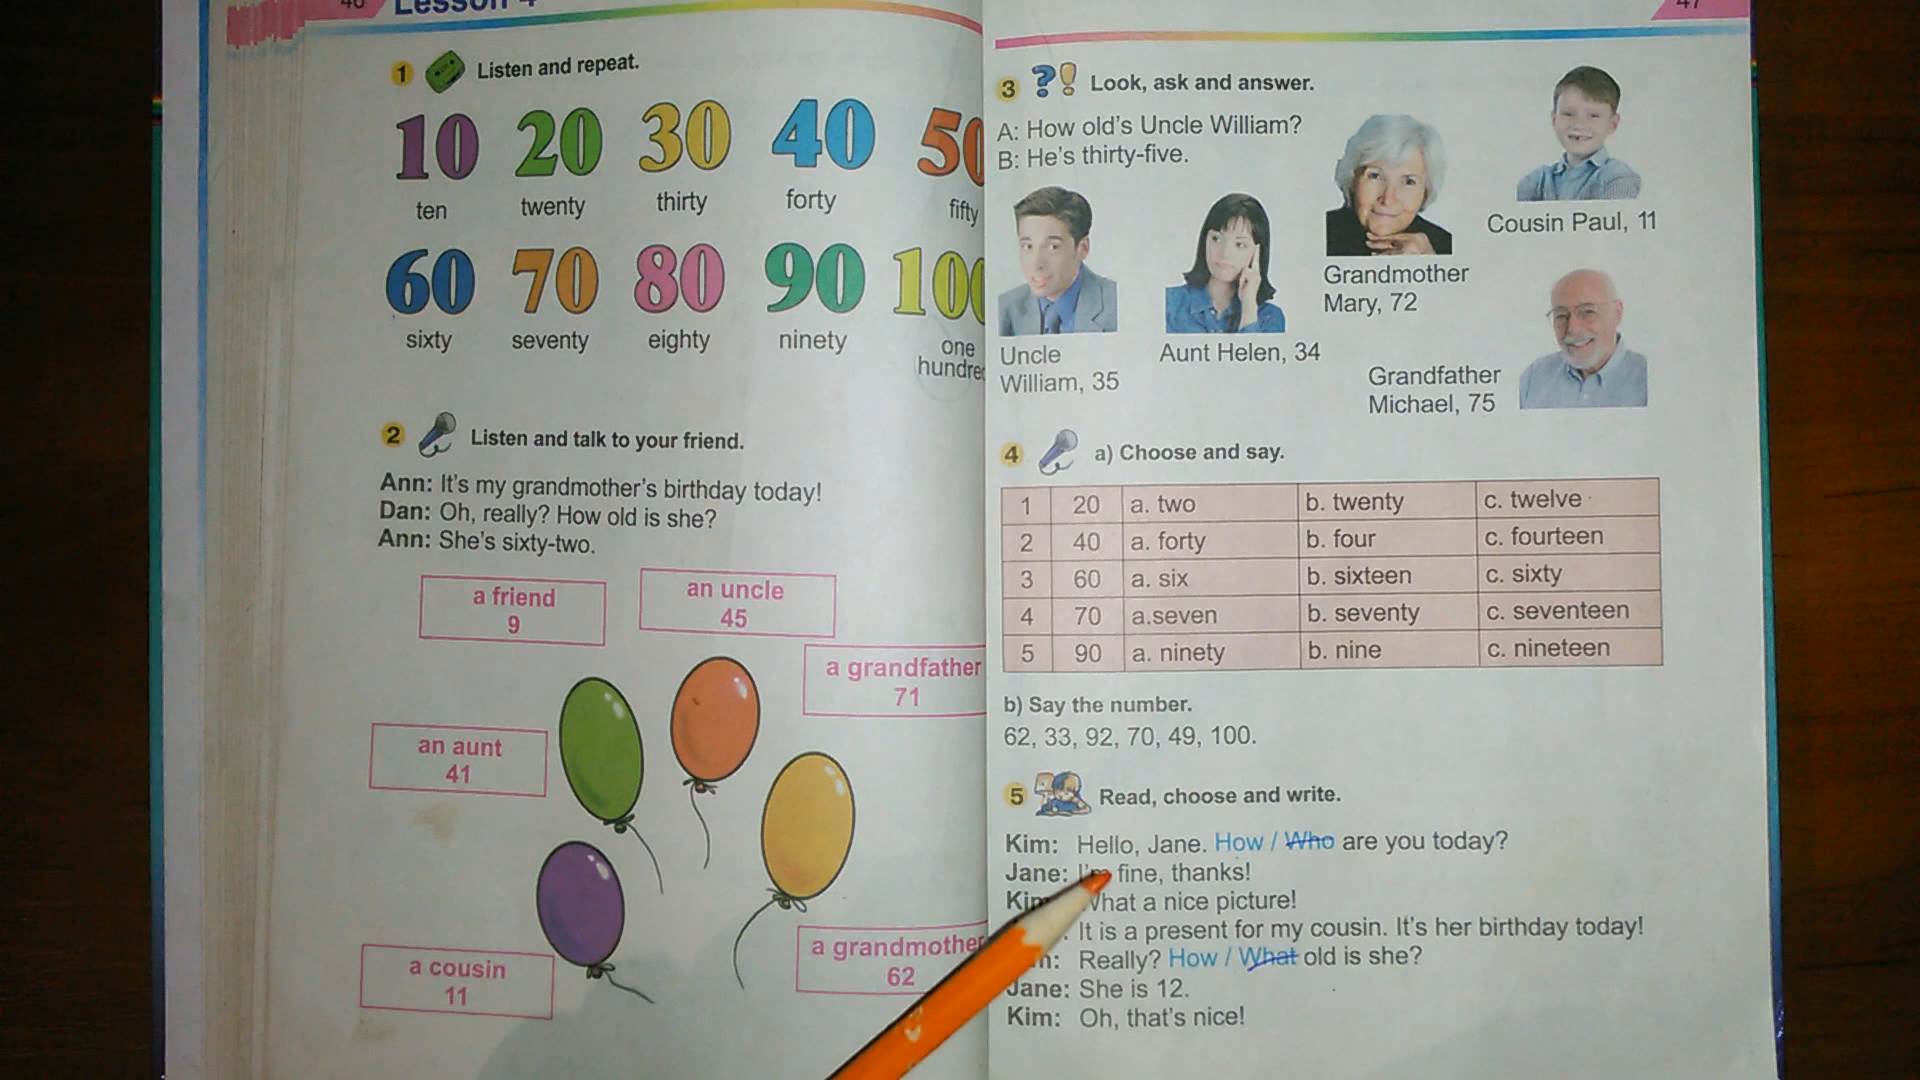 46 Lesson 4
1 Listen and repeat.
10 20 30 40 50
ten twenty thirty forty fifty
60 70 80 90 100
sixty seventy eighty ninety one
hundred
2 Listen and talk to your friend.
Ann: It's my grandmother's birthday today!
Dan: Oh, really? How old is she?
Ann: She's sixty-two.
a friend
9
an uncle
45
a grandfather
71
an aunt
41
a grandmother
62
a cousin
11
47
3 ?! Look, ask and answer.
A: How old's Uncle William?
B: He's thirty-five.
Cousin Paul, 11
Grandmother
Mary, 72
Uncle
William, 35
Aunt Helen, 34
Grandfather
Michael, 75
4 a) Choose and say.
1 20 a. two b. twenty c. twelve
2 40 a. forty b. four c. fourteen
3 60 a. six b. sixteen c. sixty
4 70 a.seven b. seventy c. seventeen
5 90 a. ninety b. nine c. nineteen
b) Say the number.
62, 33, 92, 70, 49, 100.
5 Read, choose and write.
Kim: Hello, Jane. How / Who are you today?
Jane: I'm fine, thanks!
Kim: What a nice picture!
It is a present for my cousin. It's her birthday today!
Really? How / What old is she?
Jane: She is 12.
Kim: Oh, that's nice!